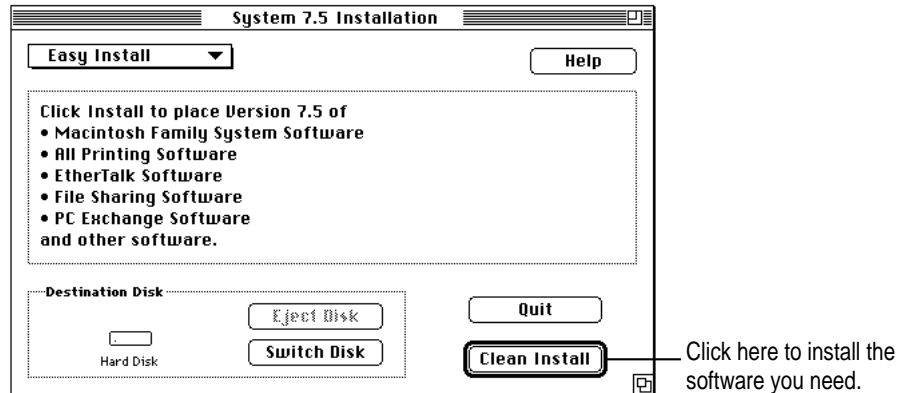 System 7.5 Installation
Easy Install
Help
Click Install to place Version 7.5 of
• Macintosh Family System Software
• All Printing Software
• EtherTalk Software
• File Sharing Software
• PC Exchange Software
and other software.
Destination Disk
Eject Disk
Quit
Hard Disk
Switch Disk
Clean Install
Click here to install the
software you need.